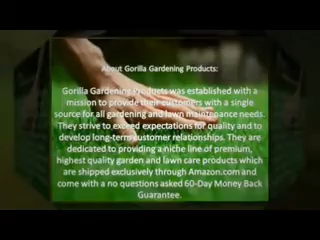 About Gorilla Gardening Products:
Gorilla Gardening Products was established with a
mission to provide their customers with a single
source for all gardening and lawn maintenance needs.
They strive to exceed expectations for quality and to
develop long-term customer relationships. They are
dedicated to providing a niche line of premium,
highest quality garden and lawn care products which
are shipped exclusively through Amazon.com and
come with a no questions asked 60-Day Money Back
Guarantee.